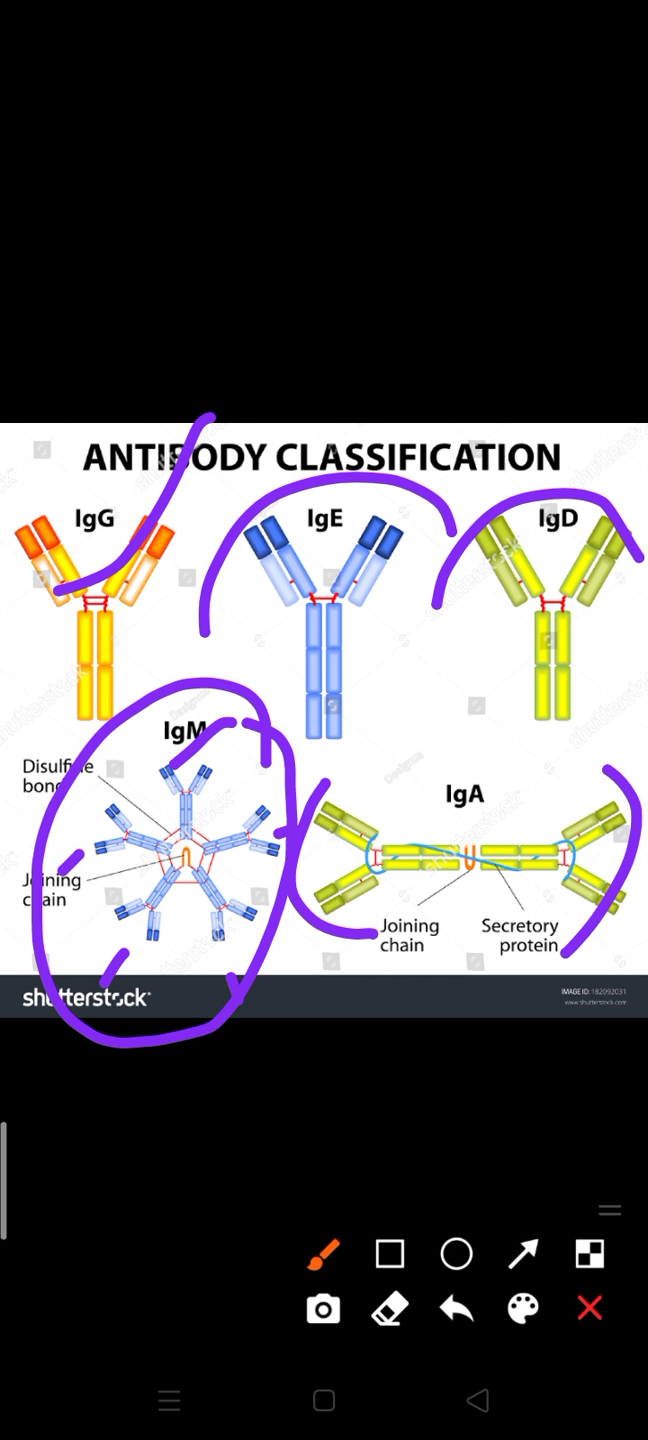 ANTIBODY CLASSIFICATION
IgG
IgE
IgD
IgM
Disulfide
bond
Joining
chain
IgA
Joining
chain
Secretory
protein
shutterstock
IMAGE ID: 182092031
www.shutterstock.com